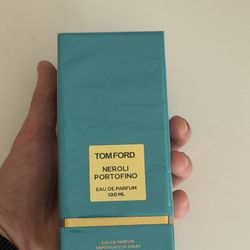 TOM FORD
NEROLI
PORTOFINO
EAU DE PARFUM
100 ML
EAU DE PARFUM
VAPORISATEUR SPRAY